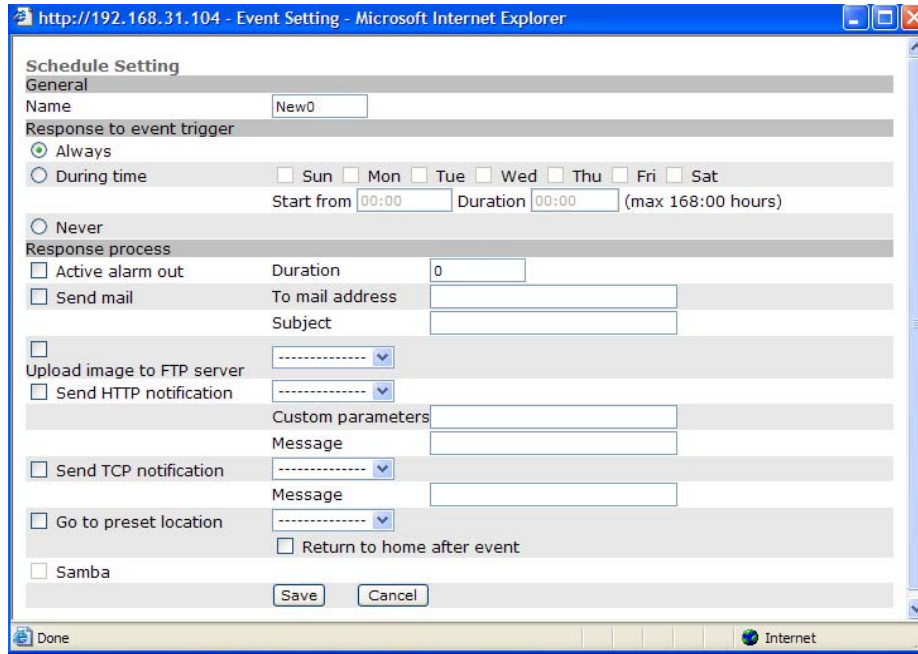 http://192.168.31.104 - Event Setting - Microsoft Internet Explorer
Schedule Setting
General
Name New0
Response to event trigger
Always
During time Sun Mon Tue Wed Thu Fri Sat
Start from 00:00 Duration 00:00 (max 168:00 hours)
Never
Response process
Active alarm out Duration 0
Send mail To mail address
Subject
Upload image to FTP server --------------
Send HTTP notification --------------
Custom parameters
Message
Send TCP notification --------------
Message
Go to preset location --------------
Return to home after event
Samba
Save Cancel
Done Internet